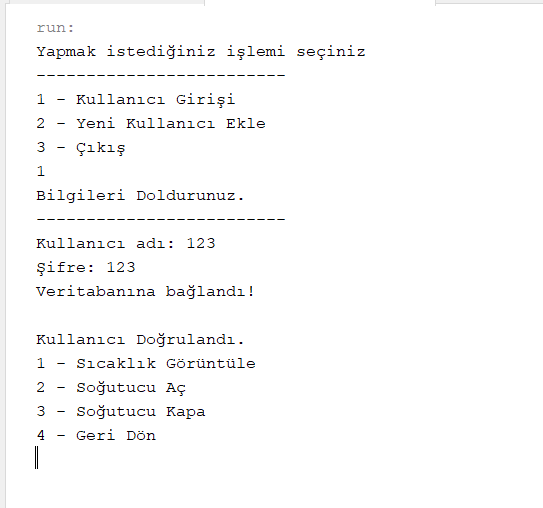 run:
Yapmak istediğiniz işlemi seçiniz
-------------------------
1 - Kullanıcı Girişi
2 - Yeni Kullanıcı Ekle
3 - Çıkış
1
Bilgileri Doldurunuz.
-------------------------
Kullanıcı adı: 123
Şifre: 123
Veritabanına bağlandı!
Kullanıcı Doğrulandı.
1 - Sıcaklık Görüntüle
2 - Soğutucu Aç
3 - Soğutucu Kapa
4 - Geri Dön